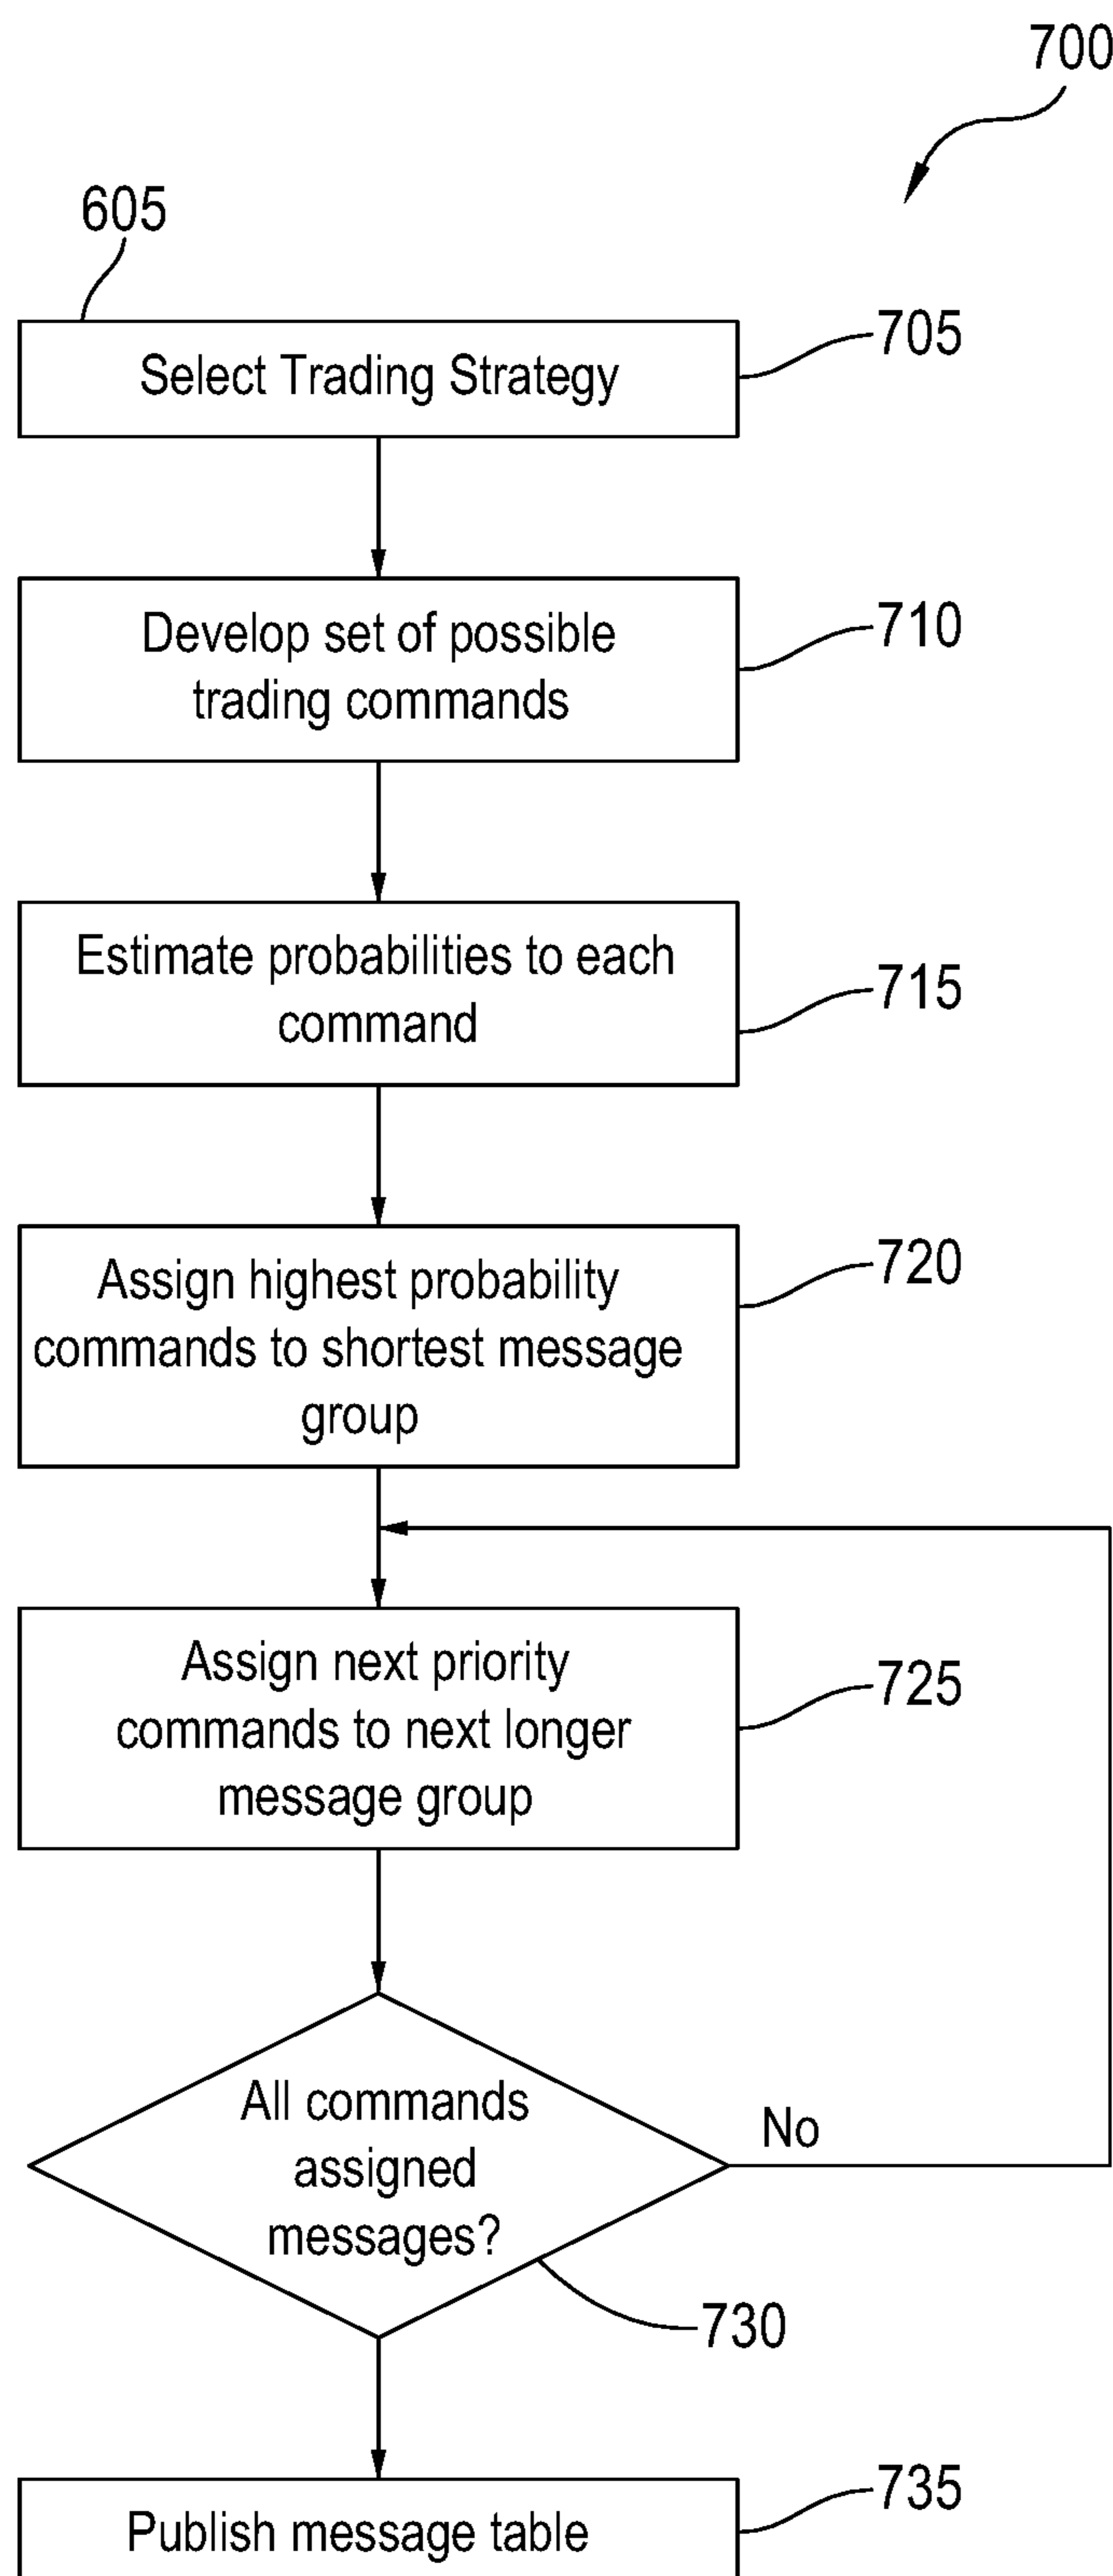 700
605
Select Trading Strategy
705
Develop set of possible
trading commands
710
Estimate probabilities to each
command
715
Assign highest probability
commands to shortest message
group
720
Assign next priority
commands to next longer
message group
725
All commands
assigned
messages?
No
730
Publish message table
735